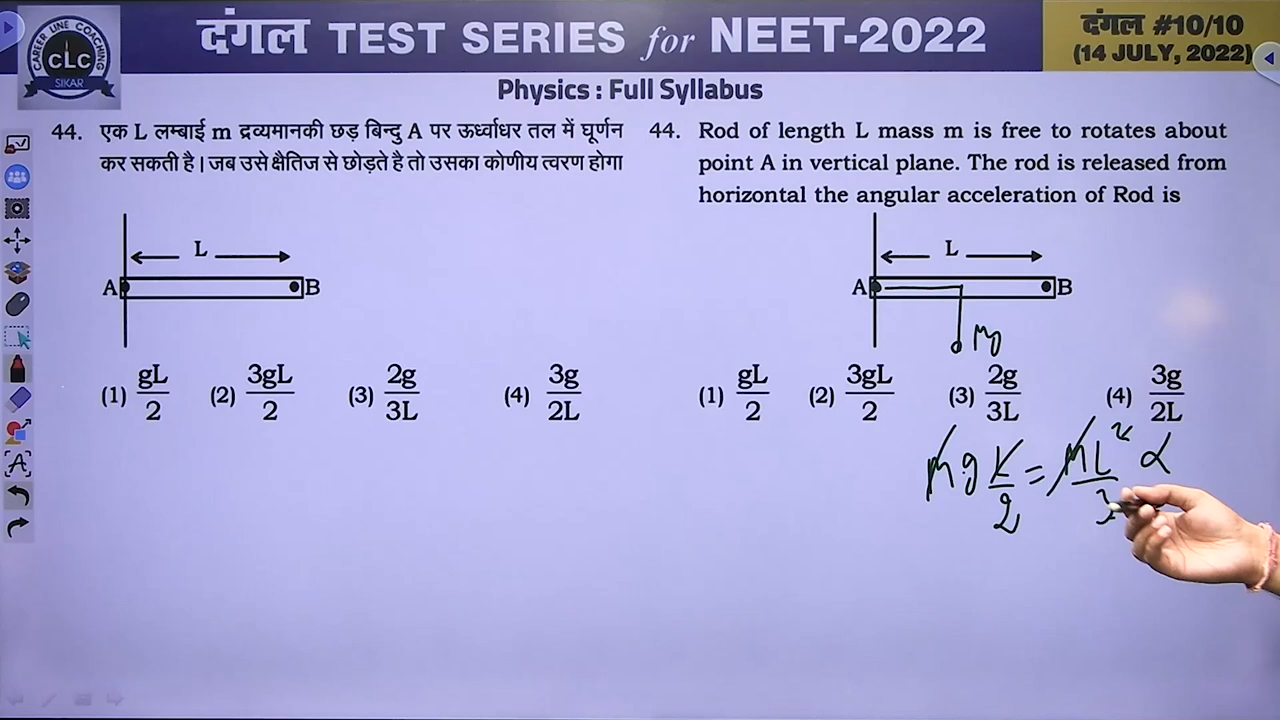 CAREER LINE COACHING
CLC
SIKAR
दंगल TEST SERIES for NEET-2022
दंगल #10/10
(14 JULY, 2022)
Physics : Full Syllabus
44. एक L लम्बाई m द्रव्यमानकी छड़ बिन्दु A पर ऊर्ध्वाधर तल में घूर्णन
कर सकती है। जब उसे क्षैतिज से छोड़ते है तो उसका कोणीय त्वरण होगा
L
A B
(1) gL/2 (2) 3gL/2 (3) 2g/3L (4) 3g/2L
44. Rod of length L mass m is free to rotates about
point A in vertical plane. The rod is released from
horizontal the angular acceleration of Rod is
L
A B
(1) gL/2 (2) 3gL/2 (3) 2g/3L (4) 3g/2L
mg L/2 = mL²/3 α